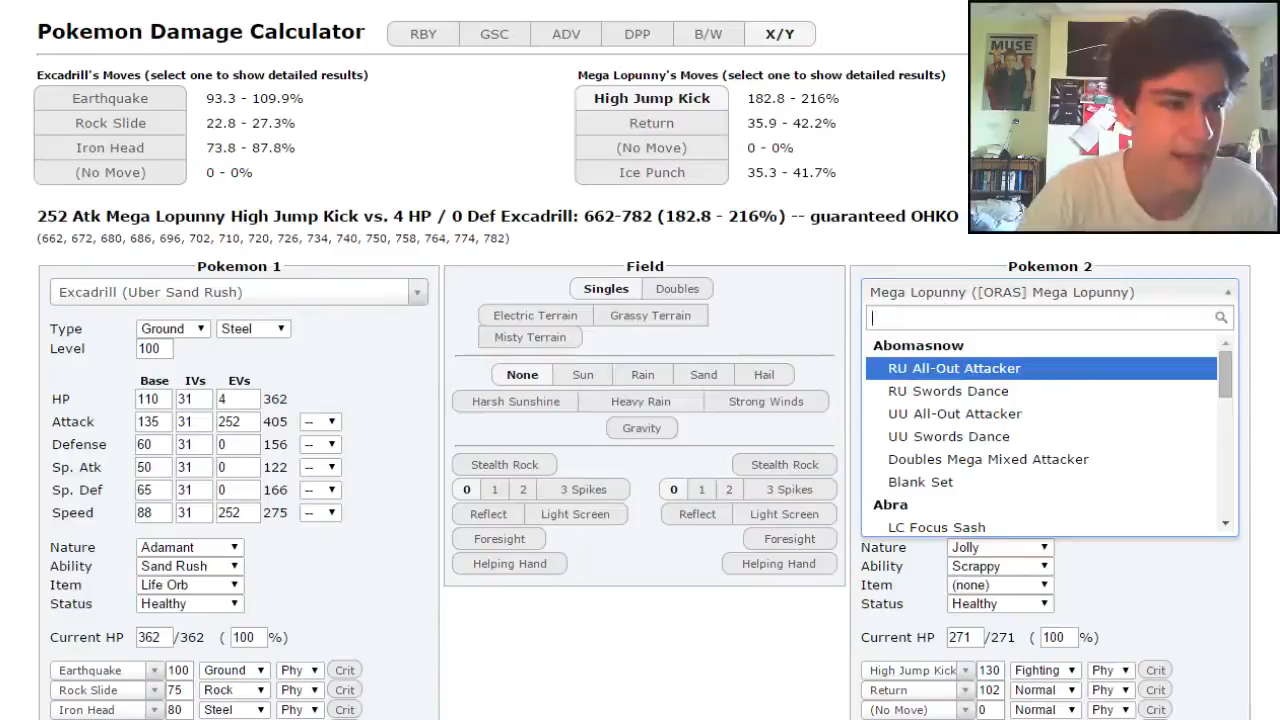 Pokemon Damage Calculator RBY GSC ADV DPP B/W X/Y
MUSE
Excadrill's Moves (select one to show detailed results)
Earthquake 93.3 - 109.9%
Rock Slide 22.8 - 27.3%
Iron Head 73.8 - 87.8%
(No Move) 0 - 0%
Mega Lopunny's Moves (select one to show detailed results)
High Jump Kick 182.8 - 216%
Return 35.9 - 42.2%
(No Move) 0 - 0%
Ice Punch 35.3 - 41.7%
252 Atk Mega Lopunny High Jump Kick vs. 4 HP / 0 Def Excadrill: 662-782 (182.8 - 216%) -- guaranteed OHKO
(662, 672, 680, 686, 696, 702, 710, 720, 726, 734, 740, 750, 758, 764, 774, 782)
Pokemon 1
Excadrill (Uber Sand Rush)
Type Ground Steel
Level 100
Base IVs EVs
HP 110 31 4 362
Attack 135 31 252 405 --
Defense 60 31 0 156 --
Sp. Atk 50 31 0 122 --
Sp. Def 65 31 0 166 --
Speed 88 31 252 275 --
Nature Adamant
Ability Sand Rush
Item Life Orb
Status Healthy
Current HP 362 /362 ( 100 %)
Earthquake 100 Ground Phy Crit
Rock Slide 75 Rock Phy Crit
Iron Head 80 Steel Phy Crit
Field
Singles Doubles
Electric Terrain Grassy Terrain
Misty Terrain
None Sun Rain Sand Hail
Harsh Sunshine Heavy Rain Strong Winds
Gravity
Stealth Rock Stealth Rock
0 1 2 3 Spikes 0 1 2 3 Spikes
Reflect Light Screen Reflect Light Screen
Foresight Foresight
Helping Hand Helping Hand
Pokemon 2
Mega Lopunny ([ORAS] Mega Lopunny)
Abomasnow
RU All-Out Attacker
RU Swords Dance
UU All-Out Attacker
UU Swords Dance
Doubles Mega Mixed Attacker
Blank Set
Abra
LC Focus Sash
Nature Jolly
Ability Scrappy
Item (none)
Status Healthy
Current HP 271 /271 ( 100 %)
High Jump Kick 130 Fighting Phy Crit
Return 102 Normal Phy Crit
(No Move) 0 Normal Phy Crit